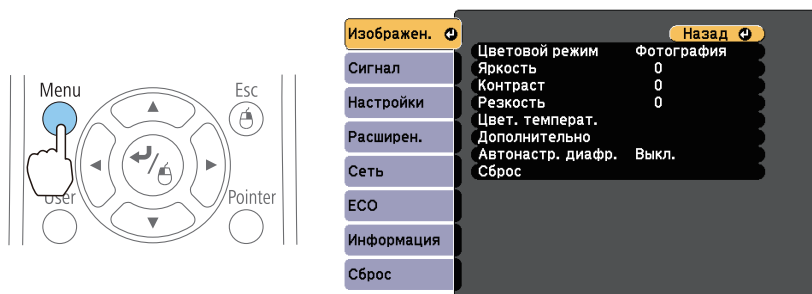 Menu
Esc
User
Pointer
Изображен.
Сигнал
Настройки
Расширен.
Сеть
ECO
Информация
Сброс
Назад
Цветовой режим Фотография
Яркость 0
Контраст 0
Резкость 0
Цвет. температ.
Дополнительно
Автонастр. диафр. Выкл.
Сброс